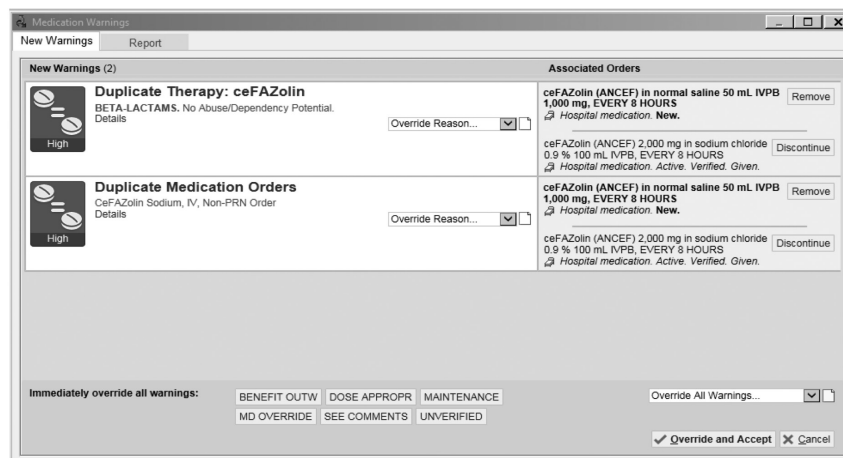 Medication Warnings
New Warnings
Report
New Warnings (2)
Associated Orders
High
Duplicate Therapy: ceFAZolin
BETA-LACTAMS. No Abuse/Dependency Potential.
Details
Override Reason...
ceFAZolin (ANCEF) in normal saline 50 mL IVPB
1,000 mg, EVERY 8 HOURS
Hospital medication. New.
Remove
ceFAZolin (ANCEF) 2,000 mg in sodium chloride
0.9 % 100 mL IVPB, EVERY 8 HOURS
Hospital medication. Active. Verified. Given.
Discontinue
High
Duplicate Medication Orders
CeFAZolin Sodium, IV, Non-PRN Order
Details
Override Reason...
ceFAZolin (ANCEF) in normal saline 50 mL IVPB
1,000 mg, EVERY 8 HOURS
Hospital medication. New.
Remove
ceFAZolin (ANCEF) 2,000 mg in sodium chloride
0.9 % 100 mL IVPB, EVERY 8 HOURS
Hospital medication. Active. Verified. Given.
Discontinue
Immediately override all warnings:
BENEFIT OUTW
DOSE APPROPR
MAINTENANCE
MD OVERRIDE
SEE COMMENTS
UNVERIFIED
Override All Warnings...
Override and Accept
Cancel